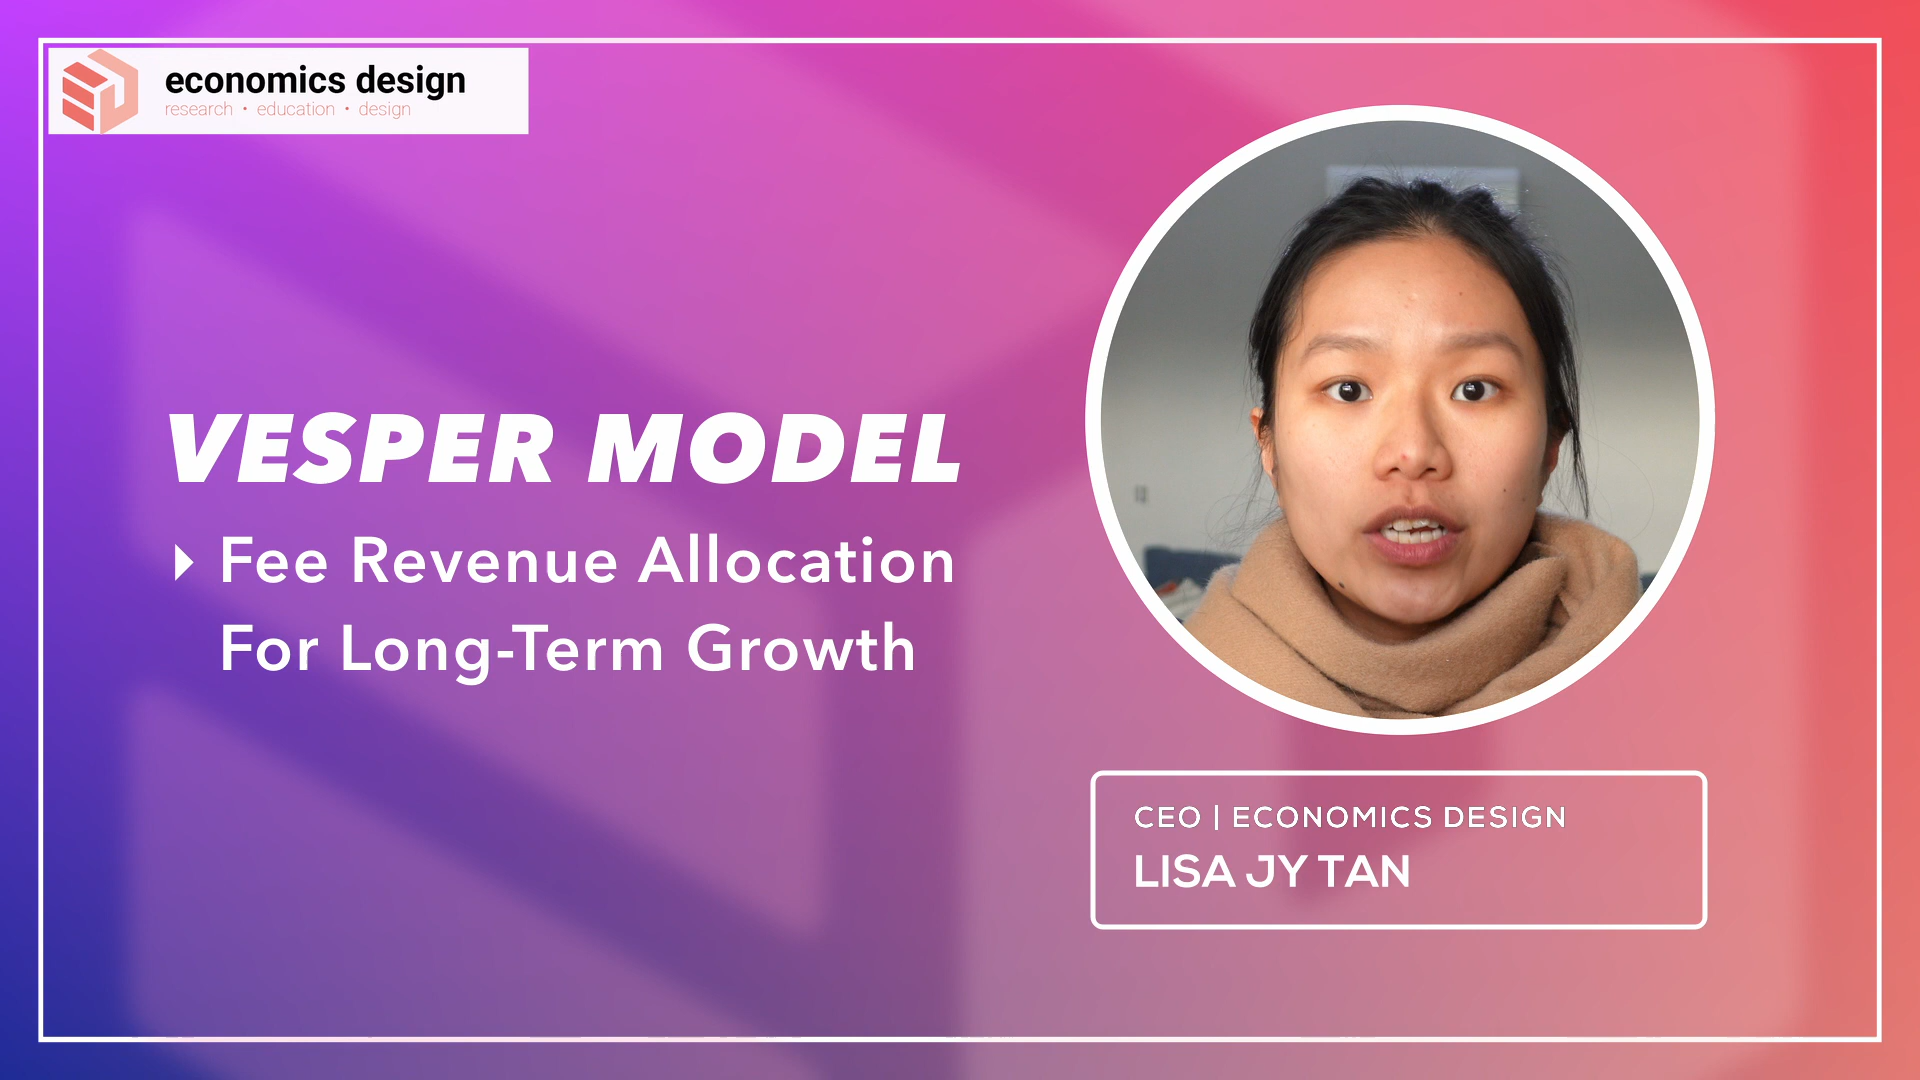 economics design
research • education • design
VESPER MODEL
Fee Revenue Allocation
For Long-Term Growth
CEO | ECONOMICS DESIGN
LISA JY TAN